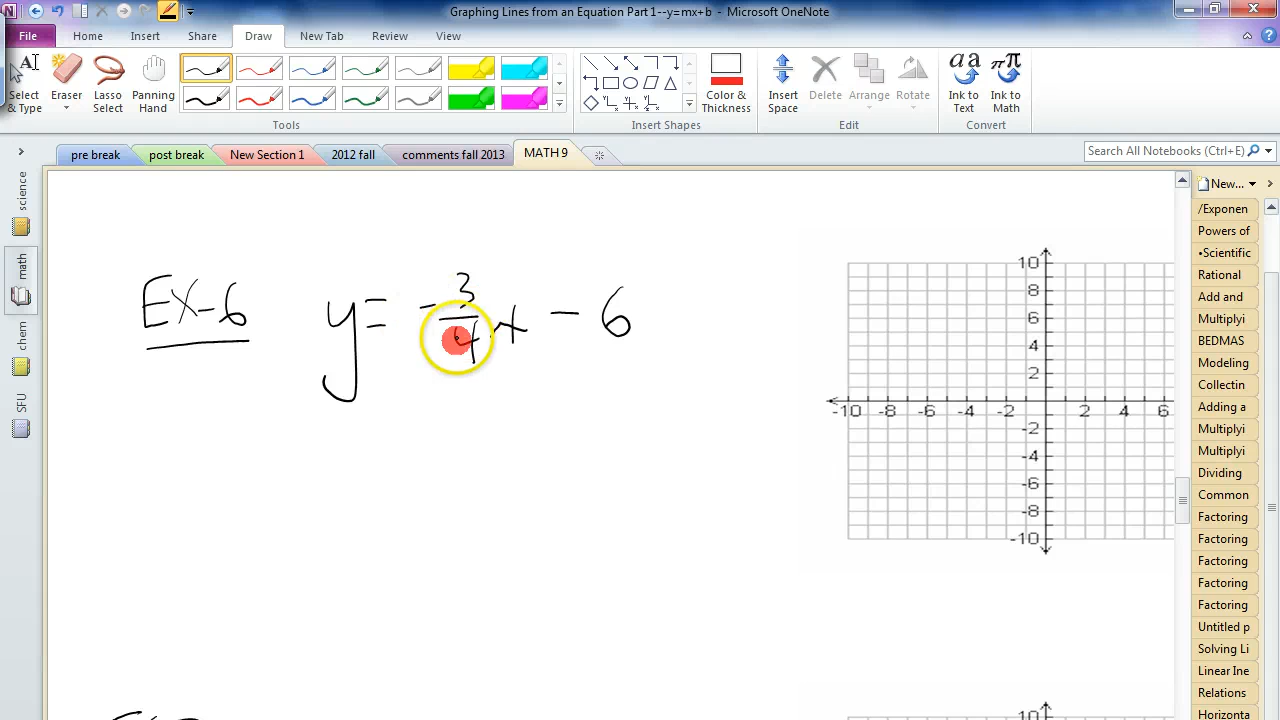 Graphing Lines from an Equation Part 1--y=mx+b - Microsoft OneNote
File Home Insert Share Draw New Tab Review View
Select & Type Eraser Lasso Select Panning Hand
Color & Thickness
Insert Space Delete Arrange Rotate
Ink to Text Ink to Math
Tools Insert Shapes Edit Convert
pre break post break New Section 1 2012 fall comments fall 2013 MATH 9
Search All Notebooks (Ctrl+E)
New...
science
math
chem
SFU
EX-6 y= -3/4x - 6
10
6
4
2
-10 -8 -6 -4 -2 2 4 6
-2
-4
-6
-8
-10
10
/Exponen
Powers of
•Scientific
Rational
Add and
Multiplyi
BEDMAS
Modeling
Collectin
Adding a
Multiplyi
Multiplyi
Dividing
Common
Factoring
Factoring
Factoring
Factoring
Factoring
Untitled p
Solving Li
Linear Ine
Relations
Horizonta